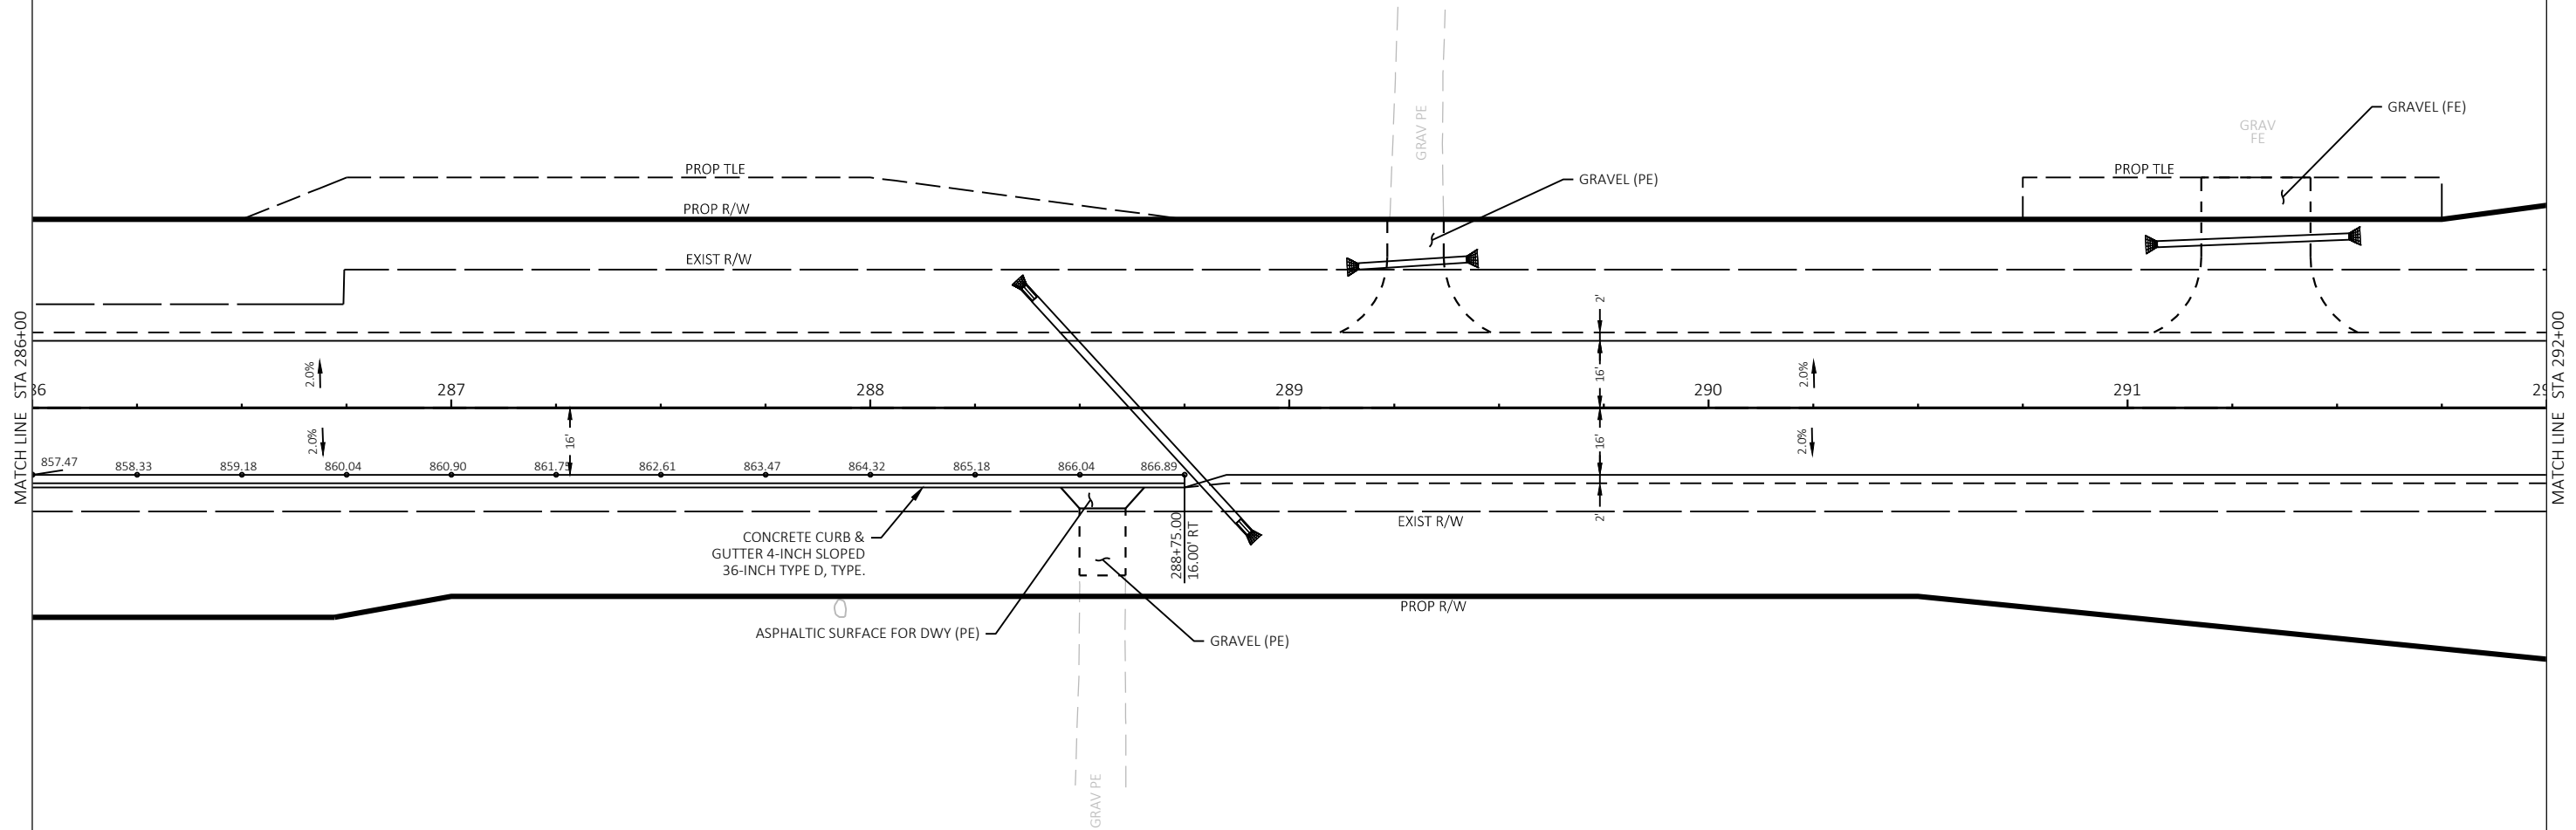 GRAV PE
GRAVEL (FE)
GRAV
FE
PROP TLE
PROP TLE
GRAVEL (PE)
PROP R/W
EXIST R/W
2'
MATCH LINE STA 286+00
MATCH LINE STA 292+00
2.0%
16'
2.0%
36
287
288
289
290
291
29
2.0%
16'
16'
2.0%
857.47
858.33
859.18
860.04
860.90
861.75
862.61
863.47
864.32
865.18
866.04
866.89
2'
EXIST R/W
CONCRETE CURB &
GUTTER 4-INCH SLOPED
36-INCH TYPE D, TYPE.
288+75.00
16.00' RT
PROP R/W
ASPHALTIC SURFACE FOR DWY (PE)
GRAVEL (PE)
GRAV PE